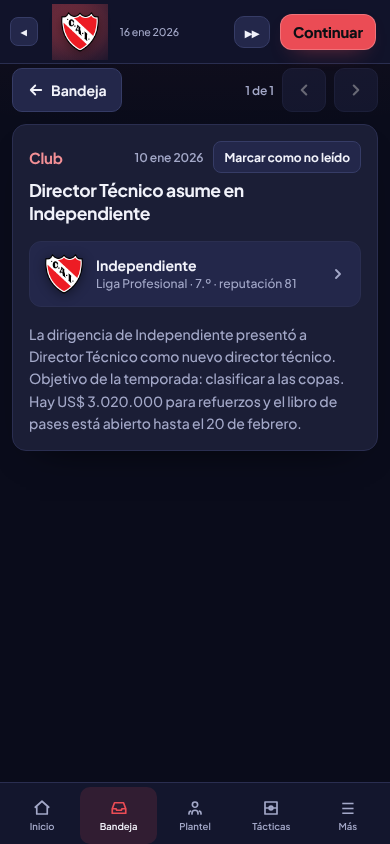 16 ene 2026
Continuar
Bandeja
1 de 1
Club
10 ene 2026
Marcar como no leído
Director Técnico asume en
Independiente
C.A.I.
Independiente
Liga Profesional · 7.º · reputación 81
La dirigencia de Independiente presentó a
Director Técnico como nuevo director técnico.
Objetivo de la temporada: clasificar a las copas.
Hay US$ 3.020.000 para refuerzos y el libro de
pases está abierto hasta el 20 de febrero.
Inicio
Bandeja
Plantel
Tácticas
Más